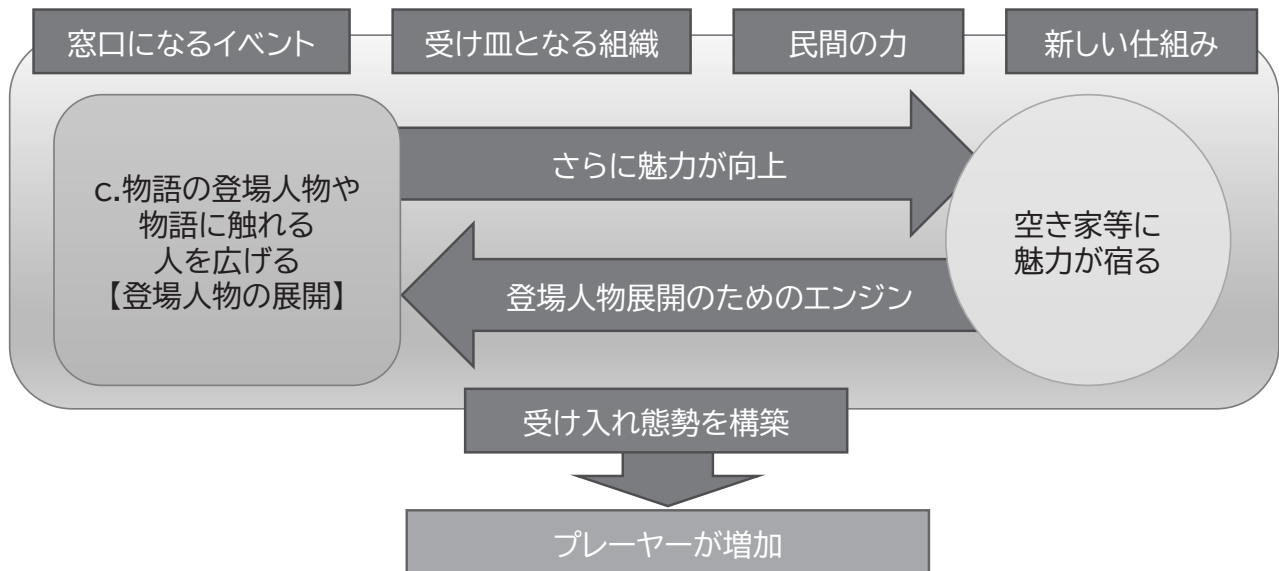 窓口になるイベント
受け皿となる組織
民間の力
新しい仕組み
さらに魅力が向上
c.物語の登場人物や
物語に触れる
人を広げる
【登場人物の展開】
空き家等に
魅力が宿る
登場人物展開のためのエンジン
受け入れ態勢を構築
プレーヤーが増加